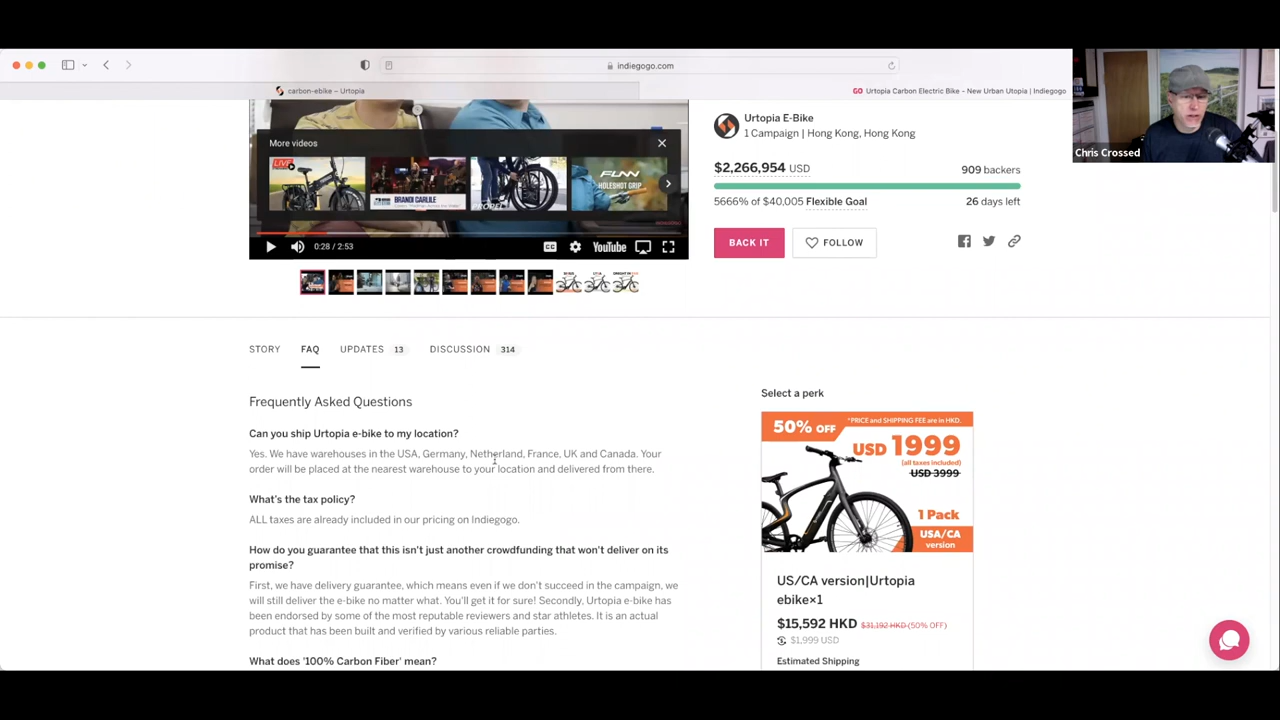 indiegogo.com
carbon-ebike – Urtopia
GO Urtopia Carbon Electric Bike - New Urban Utopia | Indiegogo
Chris Crossed
More videos
LIVE
BRANDI CARLILE
FUNN
HOLESHOT GRIP
INDIEGOGO
0:28 / 2:53
CC
YouTube
Urtopia E-Bike
1 Campaign | Hong Kong, Hong Kong
$2,266,954 USD
909 backers
5666% of $40,005 Flexible Goal
26 days left
BACK IT
FOLLOW
STORY
FAQ
UPDATES 13
DISCUSSION 314
Frequently Asked Questions
Can you ship Urtopia e-bike to my location?
Yes. We have warehouses in the USA, Germany, Netherland, France, UK and Canada. Your
order will be placed at the nearest warehouse to your location and delivered from there.
What's the tax policy?
ALL taxes are already included in our pricing on Indiegogo.
How do you guarantee that this isn't just another crowdfunding that won't deliver on its
promise?
First, we have delivery guarantee, which means even if we don't succeed in the campaign, we
will still deliver the e-bike no matter what. You'll get it for sure! Secondly, Urtopia e-bike has
been endorsed by some of the most reputable reviewers and star athletes. It is an actual
product that has been built and verified by various reliable parties.
What does '100% Carbon Fiber' mean?
Select a perk
50% OFF
*PRICE and SHIPPING FEE are in HKD.
USD 1999
(all taxes included)
USD 3999
1 Pack
USA/CA
version
US/CA version|Urtopia
ebike×1
$15,592 HKD $31,192 HKD (50% OFF)
$1,999 USD
Estimated Shipping